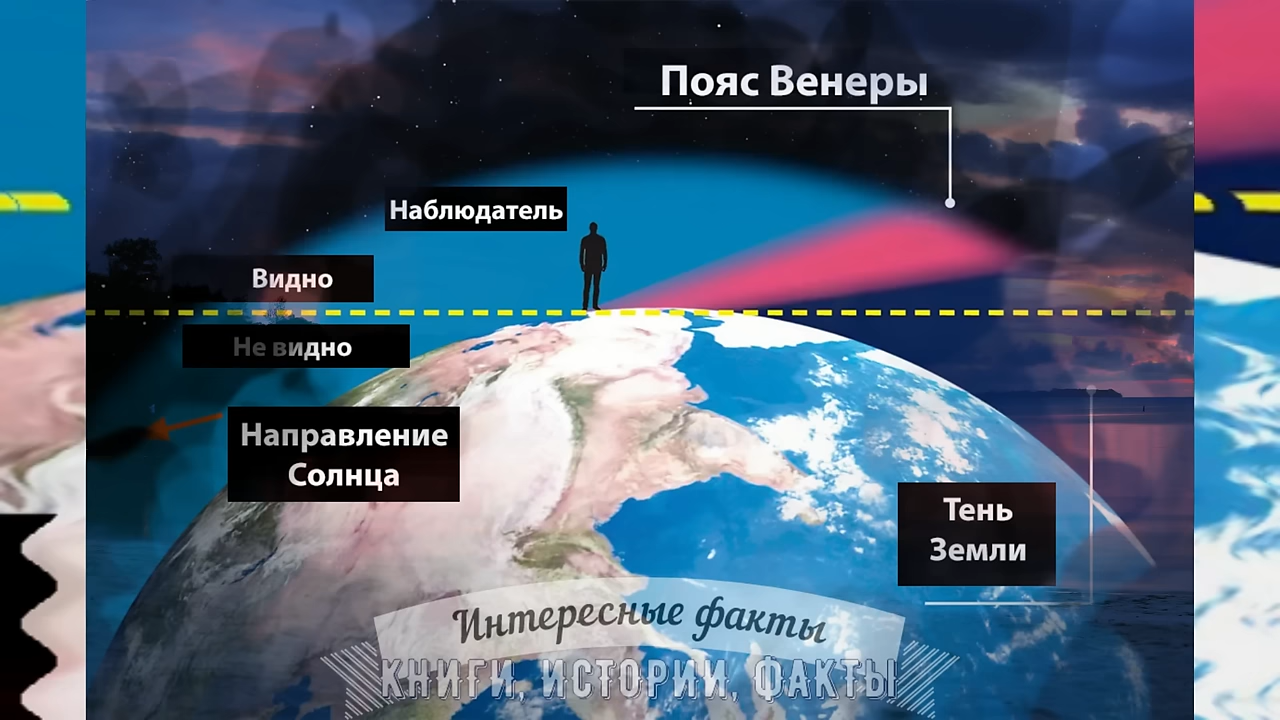 Пояс Венеры
Наблюдатель
Видно
Не видно
Направление
Солнца
Тень
Земли
Интересные факты
КНИГИ, ИСТОРИИ, ФАКТЫ